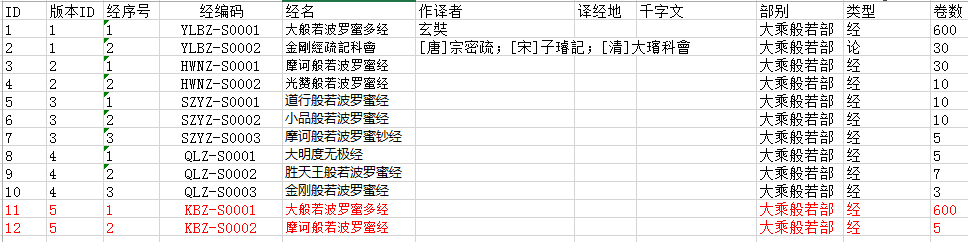 ID 版本ID 经序号 经编码 经名 作译者 译经地 千字文 部别 类型 卷数
1 1 1 YLBZ-S0001 大般若波罗蜜多经 玄奘 大乘般若部 经 600
2 1 2 YLBZ-S0002 金剛經疏記科會 [唐]宗密疏；[宋]子璿記；[清]大璸科會 大乘般若部 论 30
3 2 1 HWNZ-S0001 摩诃般若波罗蜜经 大乘般若部 经 30
4 2 2 HWNZ-S0002 光赞般若波罗蜜经 大乘般若部 经 10
5 3 1 SZYZ-S0001 道行般若波罗蜜经 大乘般若部 经 10
6 3 2 SZYZ-S0002 小品般若波罗蜜经 大乘般若部 经 10
7 3 3 SZYZ-S0003 摩诃般若波罗蜜钞经 大乘般若部 经 5
8 4 1 QLZ-S0001 大明度无极经 大乘般若部 经 5
9 4 2 QLZ-S0002 胜天王般若波罗蜜经 大乘般若部 经 7
10 4 3 QLZ-S0003 金刚般若波罗蜜经 大乘般若部 经 3
11 5 1 KBZ-S0001 大般若波罗蜜多经 大乘般若部 经 600
12 5 2 KBZ-S0002 摩诃般若波罗蜜经 大乘般若部 经 5